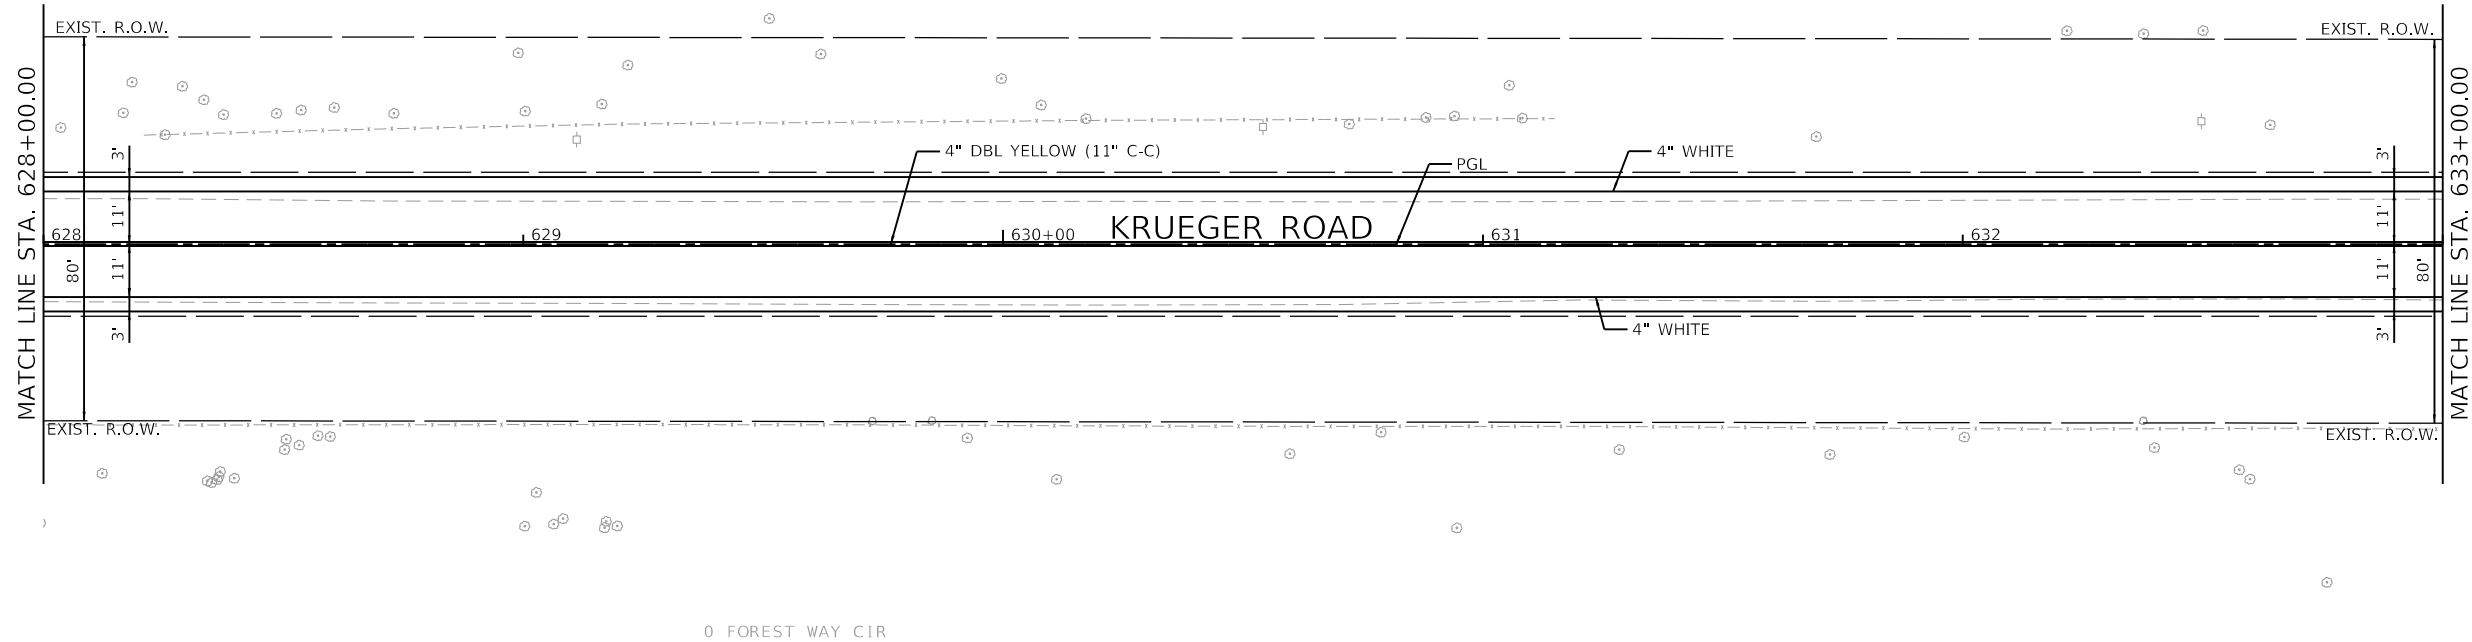 EXIST. R.O.W.
EXIST. R.O.W.
MATCH LINE STA. 628+00.00
MATCH LINE STA. 633+00.00
3'
4" DBL YELLOW (11" C-C)
PGL
4" WHITE
3'
11'
11'
KRUEGER ROAD
628
629
630+00
631
632
80'
11'
11'
80'
3'
4" WHITE
3'
EXIST. R.O.W.
EXIST. R.O.W.
0 FOREST WAY CIR